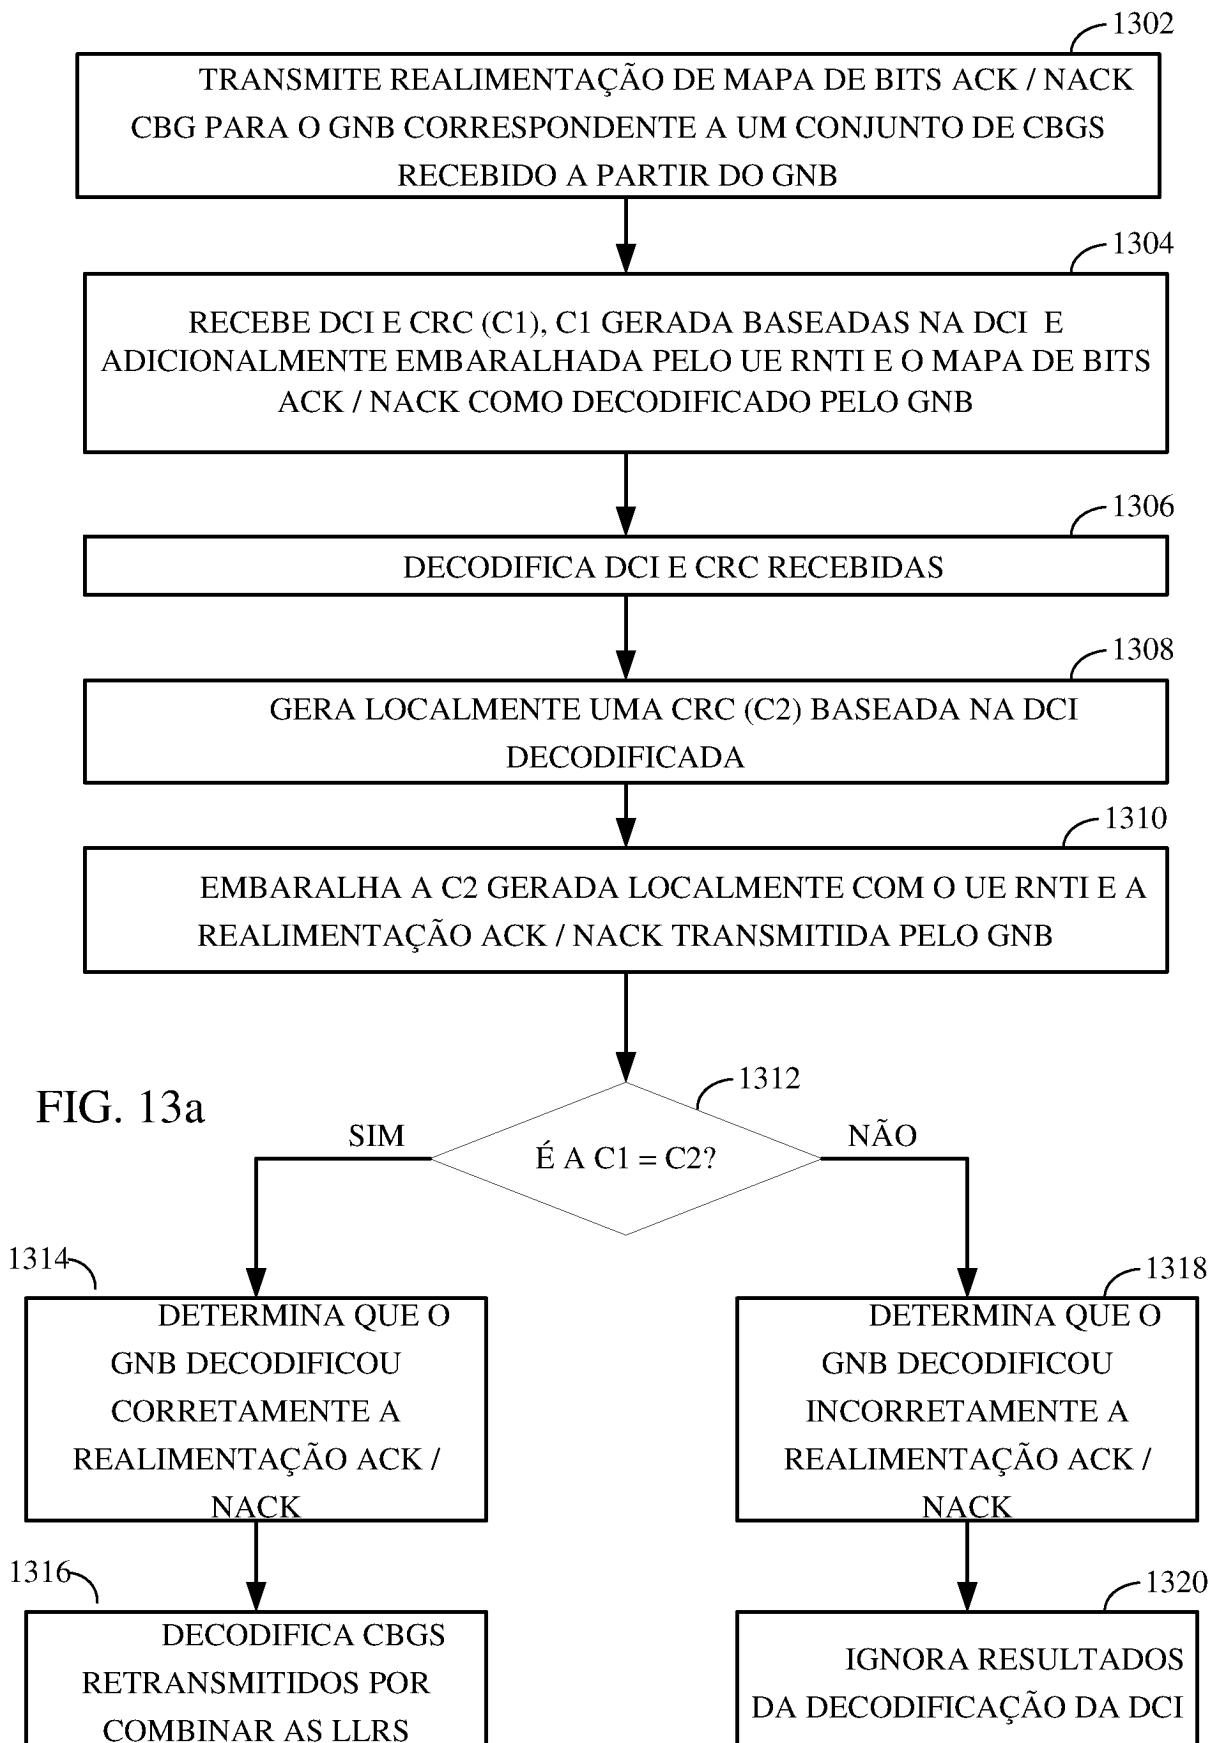 1302
TRANSMITE REALIMENTAÇÃO DE MAPA DE BITS ACK / NACK
CBG PARA O GNB CORRESPONDENTE A UM CONJUNTO DE CBGS
RECEBIDO A PARTIR DO GNB
1304
RECEBE DCI E CRC (C1), C1 GERADA BASEADAS NA DCI E
ADICIONALMENTE EMBARALHADA PELO UE RNTI E O MAPA DE BITS
ACK / NACK COMO DECODIFICADO PELO GNB
1306
DECODIFICA DCI E CRC RECEBIDAS
1308
GERA LOCALMENTE UMA CRC (C2) BASEADA NA DCI
DECODIFICADA
1310
EMBARALHA A C2 GERADA LOCALMENTE COM O UE RNTI E A
REALIMENTAÇÃO ACK / NACK TRANSMITIDA PELO GNB
1312
FIG. 13a
SIM
É A C1 = C2?
NÃO
1314
DETERMINA QUE O
GNB DECODIFICOU
CORRETAMENTE A
REALIMENTAÇÃO ACK /
NACK
1318
DETERMINA QUE O
GNB DECODIFICOU
INCORRETAMENTE A
REALIMENTAÇÃO ACK /
NACK
1316
DECODIFICA CBGS
RETRANSMITIDOS POR
COMBINAR AS LLRS
1320
IGNORA RESULTADOS
DA DECODIFICAÇÃO DA DCI